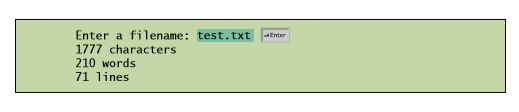 Enter a filename: test.txt ↵Enter
1777 characters
210 words
71 lines